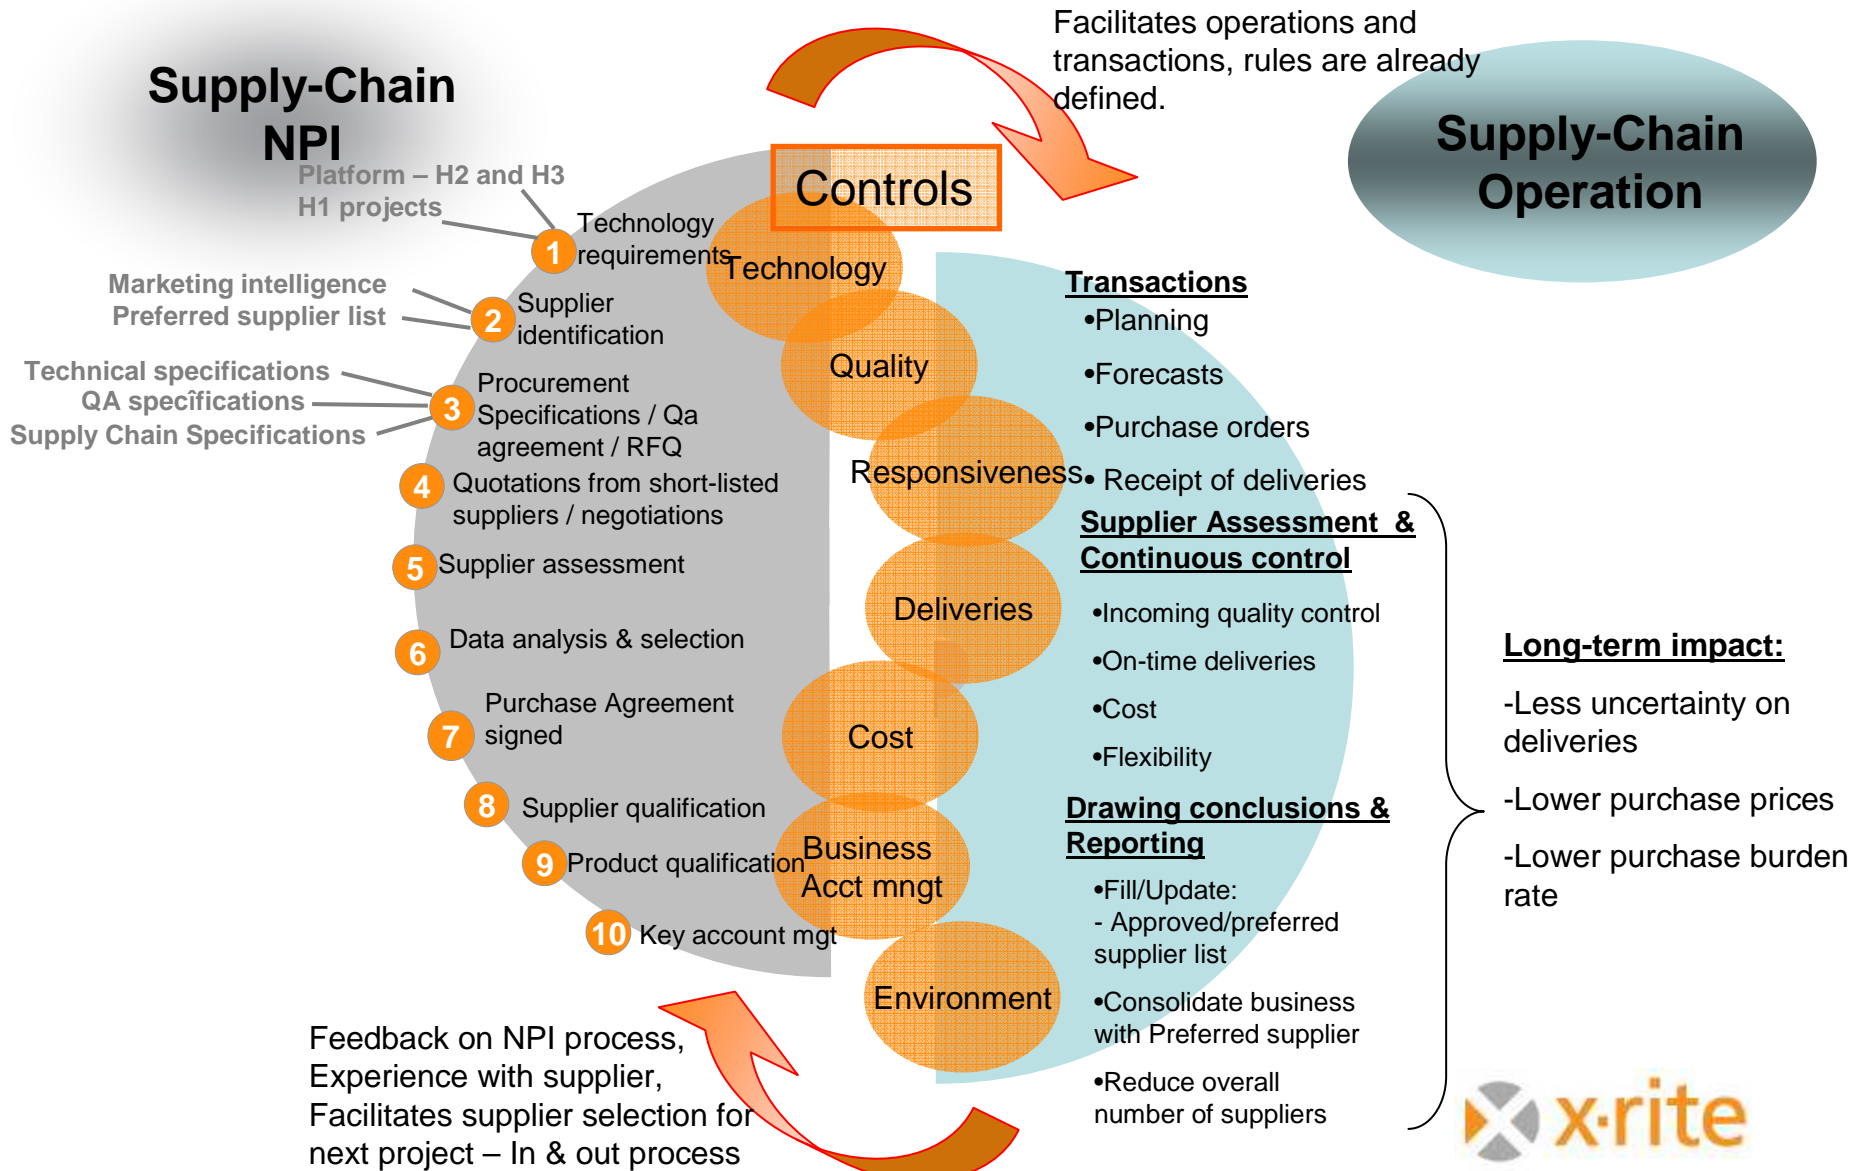 Supply-Chain
NPI
Facilitates operations and
transactions, rules are already
defined.
Supply-Chain
Operation
Controls
Platform – H2 and H3
H1 projects
1
Technology
requirements
Marketing intelligence
Preferred supplier list
2
Supplier
identification
Technical specifications
QA specifications
Supply Chain Specifications
3
Procurement
Specifications / Qa
agreement / RFQ
4
Quotations from short-listed
suppliers / negotiations
5
Supplier assessment
6
Data analysis & selection
7
Purchase Agreement
signed
8
Supplier qualification
9
Product qualification
10
Key account mgt
Technology
Quality
Responsiveness
Deliveries
Cost
Business
Acct mngt
Environment
Transactions
•Planning
•Forecasts
•Purchase orders
• Receipt of deliveries
Supplier Assessment &
Continuous control
•Incoming quality control
•On-time deliveries
•Cost
•Flexibility
Drawing conclusions &
Reporting
•Fill/Update:
- Approved/preferred
supplier list
•Consolidate business
with Preferred supplier
•Reduce overall
number of suppliers
Long-term impact:
-Less uncertainty on
deliveries
-Lower purchase prices
-Lower purchase burden
rate
Feedback on NPI process,
Experience with supplier,
Facilitates supplier selection for
next project – In & out process
x·rite